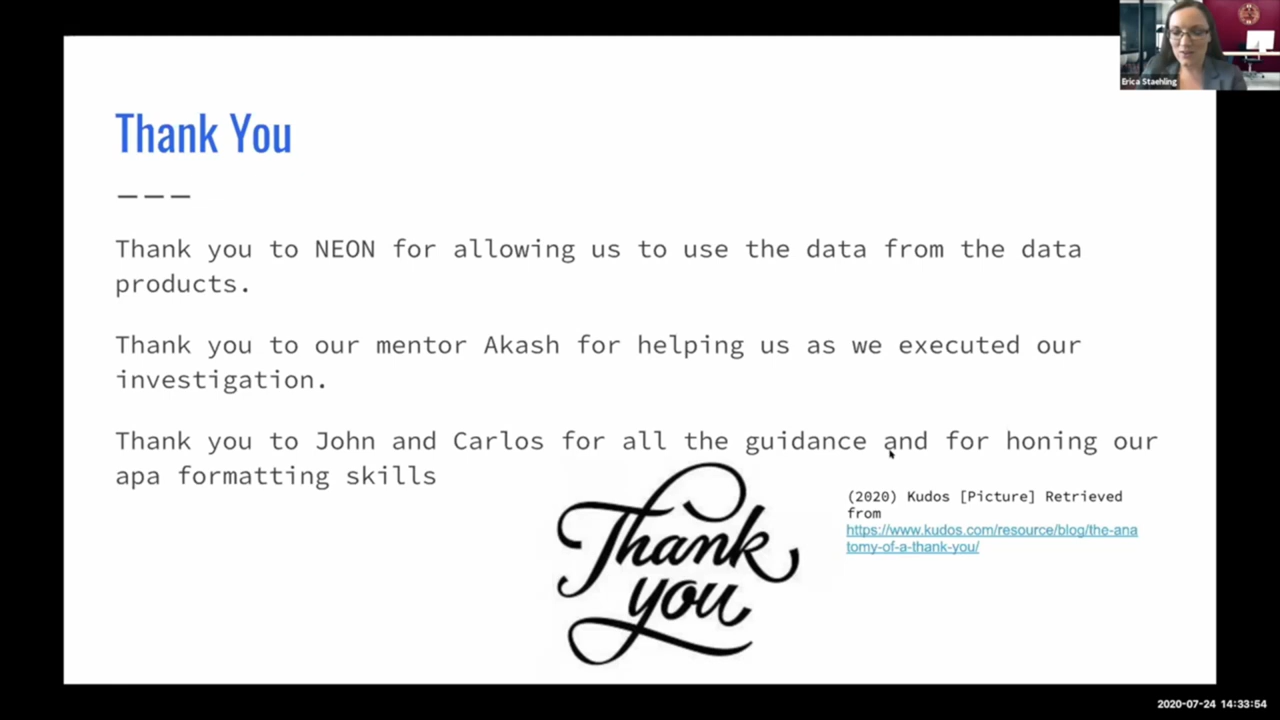 Erica Staehling
Thank You
———
Thank you to NEON for allowing us to use the data from the data
products.
Thank you to our mentor Akash for helping us as we executed our
investigation.
Thank you to John and Carlos for all the guidance and for honing our
apa formatting skills
Thank
you
(2020) Kudos [Picture] Retrieved
from
https://www.kudos.com/resource/blog/the-ana
tomy-of-a-thank-you/
2020-07-24 14:33:54